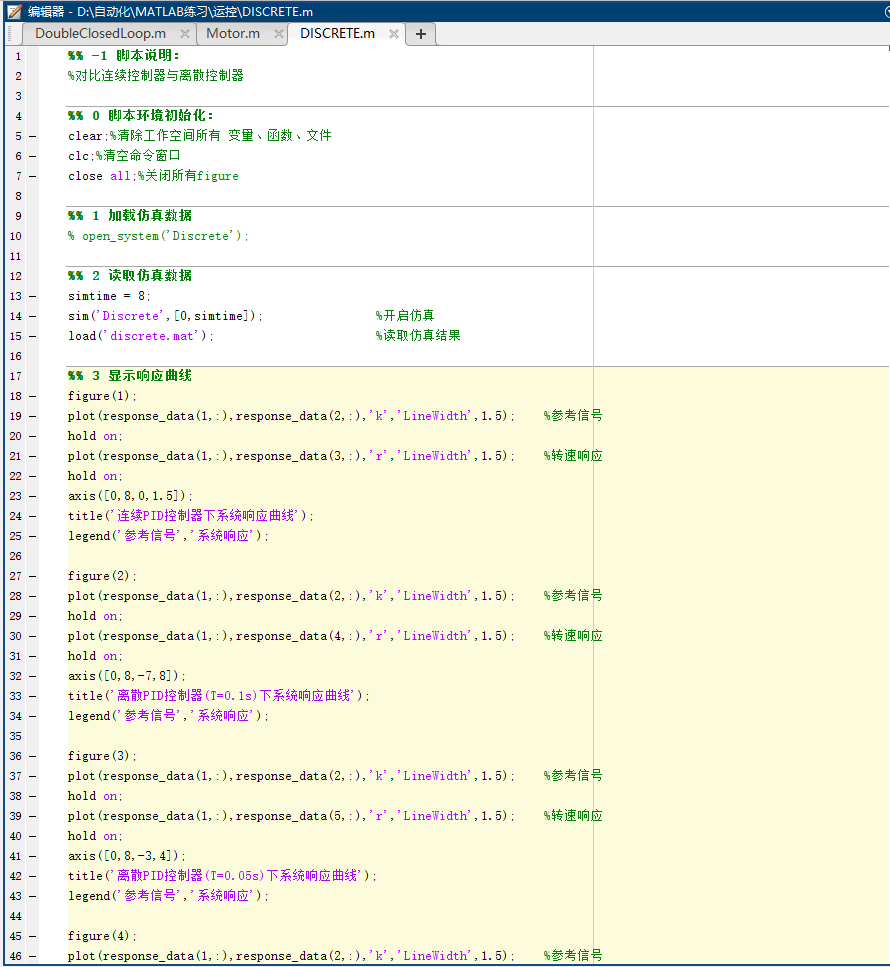 编辑器 - D:\自动化\MATLAB练习\运控\DISCRETE.m
DoubleClosedLoop.m × Motor.m × DISCRETE.m × +
1 %% -1 脚本说明:
2 %对比连续控制器与离散控制器
3
4 %% 0 脚本环境初始化:
5 – clear;%清除工作空间所有 变量、函数、文件
6 – clc;%清空命令窗口
7 – close all;%关闭所有figure
8
9 %% 1 加载仿真数据
10 % open_system('Discrete');
11
12 %% 2 读取仿真数据
13 – simtime = 8;
14 – sim('Discrete',[0,simtime]); %开启仿真
15 – load('discrete.mat'); %读取仿真结果
16
17 %% 3 显示响应曲线
18 – figure(1);
19 – plot(response_data(1,:),response_data(2,:),'k','LineWidth',1.5); %参考信号
20 – hold on;
21 – plot(response_data(1,:),response_data(3,:),'r','LineWidth',1.5); %转速响应
22 – hold on;
23 – axis([0,8,0,1.5]);
24 – title('连续PID控制器下系统响应曲线');
25 – legend('参考信号','系统响应');
26
27 – figure(2);
28 – plot(response_data(1,:),response_data(2,:),'k','LineWidth',1.5); %参考信号
29 – hold on;
30 – plot(response_data(1,:),response_data(4,:),'r','LineWidth',1.5); %转速响应
31 – hold on;
32 – axis([0,8,-7,8]);
33 – title('离散PID控制器(T=0.1s)下系统响应曲线');
34 – legend('参考信号','系统响应');
35
36 – figure(3);
37 – plot(response_data(1,:),response_data(2,:),'k','LineWidth',1.5); %参考信号
38 – hold on;
39 – plot(response_data(1,:),response_data(5,:),'r','LineWidth',1.5); %转速响应
40 – hold on;
41 – axis([0,8,-3,4]);
42 – title('离散PID控制器(T=0.05s)下系统响应曲线');
43 – legend('参考信号','系统响应');
44
45 – figure(4);
46 – plot(response_data(1,:),response_data(2,:),'k','LineWidth',1.5); %参考信号